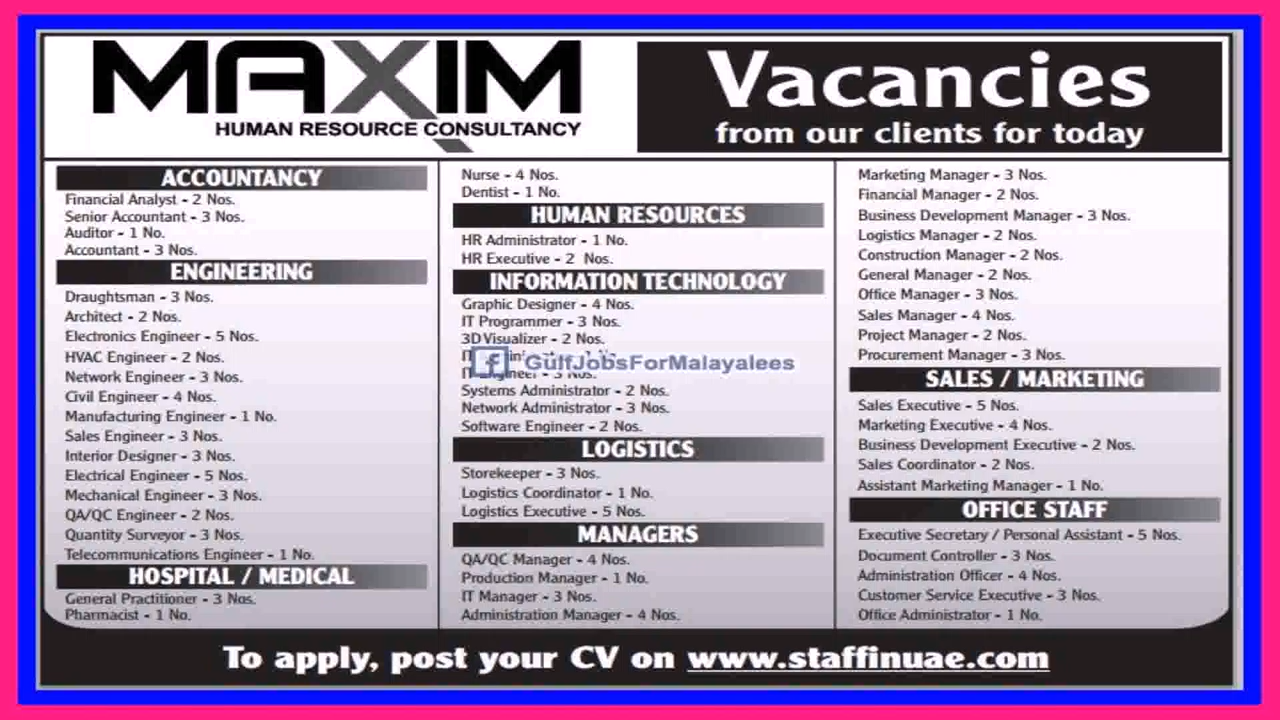 MAXIM
HUMAN RESOURCE CONSULTANCY
Vacancies
from our clients for today
ACCOUNTANCY
Financial Analyst - 2 Nos.
Senior Accountant - 3 Nos.
Auditor - 1 No.
Accountant - 3 Nos.
ENGINEERING
Draughtsman - 3 Nos.
Architect - 2 Nos.
Electronics Engineer - 5 Nos.
HVAC Engineer - 2 Nos.
Network Engineer - 3 Nos.
Civil Engineer - 4 Nos.
Manufacturing Engineer - 1 No.
Sales Engineer - 3 Nos.
Interior Designer - 3 Nos.
Electrical Engineer - 5 Nos.
Mechanical Engineer - 3 Nos.
QA/QC Engineer - 2 Nos.
Quantity Surveyor - 3 Nos.
Telecommunications Engineer - 1 No.
HOSPITAL / MEDICAL
General Practitioner - 3 Nos.
Pharmacist - 1 No.
Nurse - 4 Nos.
Dentist - 1 No.
HUMAN RESOURCES
HR Administrator - 1 No.
HR Executive - 2 Nos.
INFORMATION TECHNOLOGY
Graphic Designer - 4 Nos.
IT Programmer - 3 Nos.
3D Visualizer - 2 Nos.
IT
f GulfJobsForMalayalees
IT Engineer - 3 Nos.
Systems Administrator - 2 Nos.
Network Administrator - 3 Nos.
Software Engineer - 2 Nos.
LOGISTICS
Storekeeper - 3 Nos.
Logistics Coordinator - 1 No.
Logistics Executive - 5 Nos.
MANAGERS
QA/QC Manager - 4 Nos.
Production Manager - 1 No.
IT Manager - 3 Nos.
Administration Manager - 4 Nos.
Marketing Manager - 3 Nos.
Financial Manager - 2 Nos.
Business Development Manager - 3 Nos.
Logistics Manager - 2 Nos.
Construction Manager - 2 Nos.
General Manager - 2 Nos.
Office Manager - 3 Nos.
Sales Manager - 4 Nos.
Project Manager - 2 Nos.
Procurement Manager - 3 Nos.
SALES / MARKETING
Sales Executive - 5 Nos.
Marketing Executive - 4 Nos.
Business Development Executive - 2 Nos.
Sales Coordinator - 2 Nos.
Assistant Marketing Manager - 1 No.
OFFICE STAFF
Executive Secretary / Personal Assistant - 5 Nos.
Document Controller - 3 Nos.
Administration Officer - 4 Nos.
Customer Service Executive - 3 Nos.
Office Administrator - 1 No.
To apply, post your CV on www.staffinuae.com